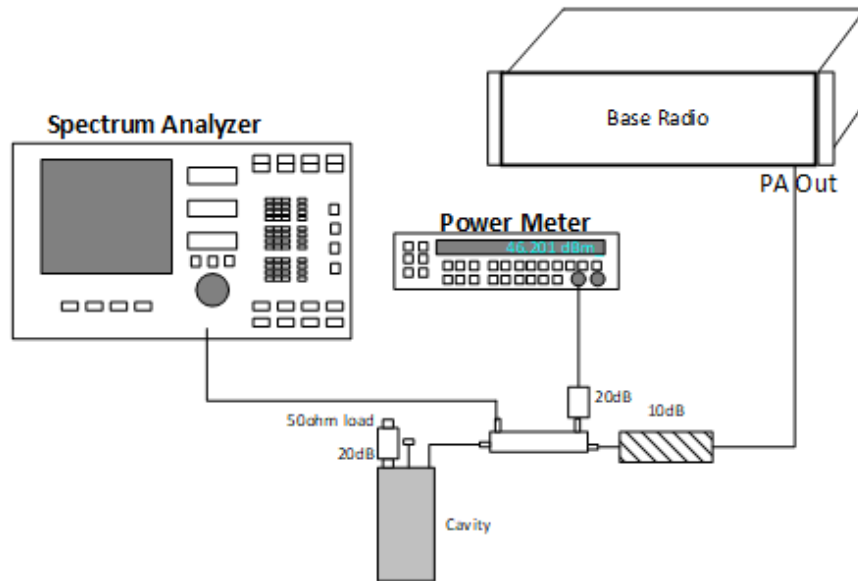 Base Radio
Spectrum Analyzer
PA Out
Power Meter
46.201 dBm
20dB
10dB
50ohm load
20dB
Cavity